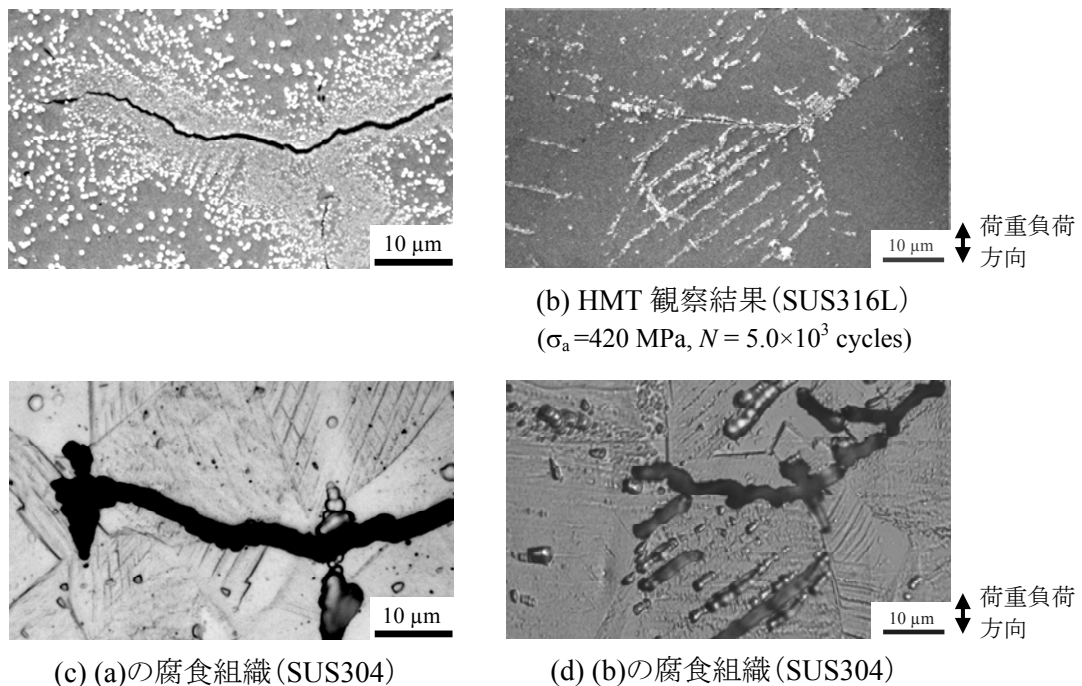 10 µm
10 µm
荷重負荷
方向
(b) HMT 観察結果(SUS316L)
(σa =420 MPa, N = 5.0×10³ cycles)
10 µm
10 µm
荷重負荷
方向
(c) (a)の腐食組織(SUS304)
(d) (b)の腐食組織(SUS304)